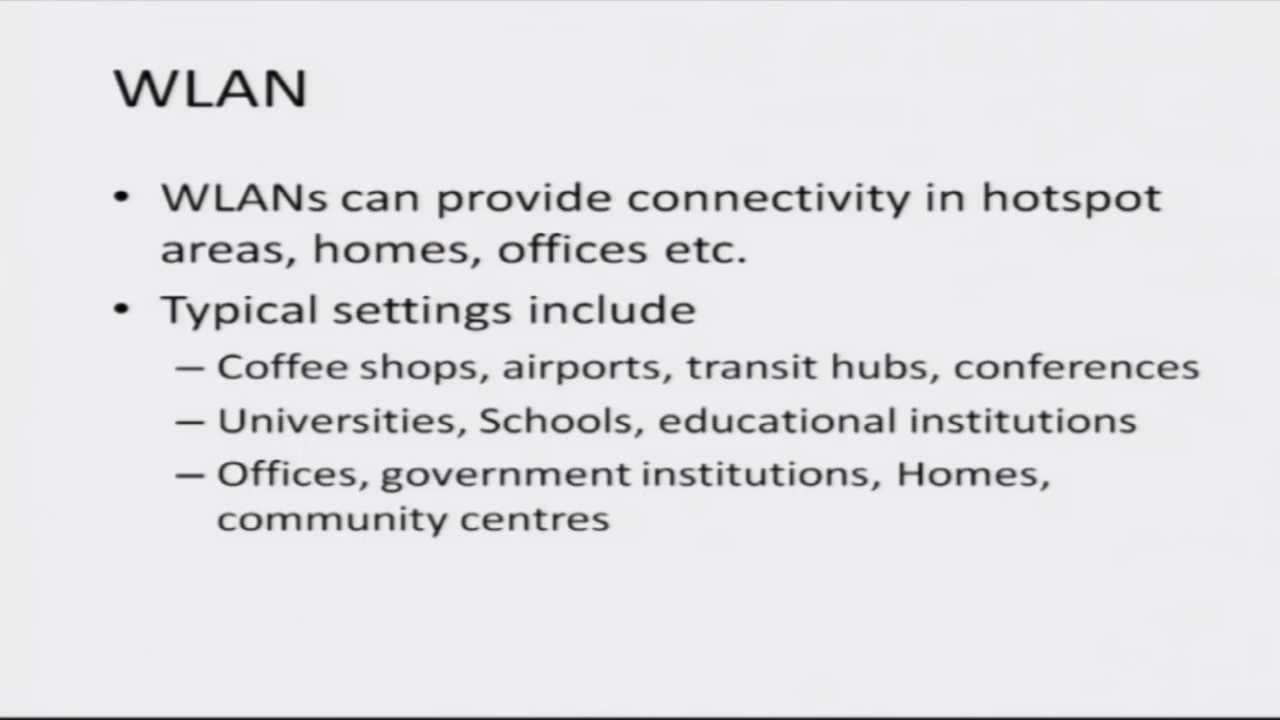 WLAN
• WLANs can provide connectivity in hotspot
areas, homes, offices etc.
• Typical settings include
– Coffee shops, airports, transit hubs, conferences
– Universities, Schools, educational institutions
– Offices, government institutions, Homes,
community centres